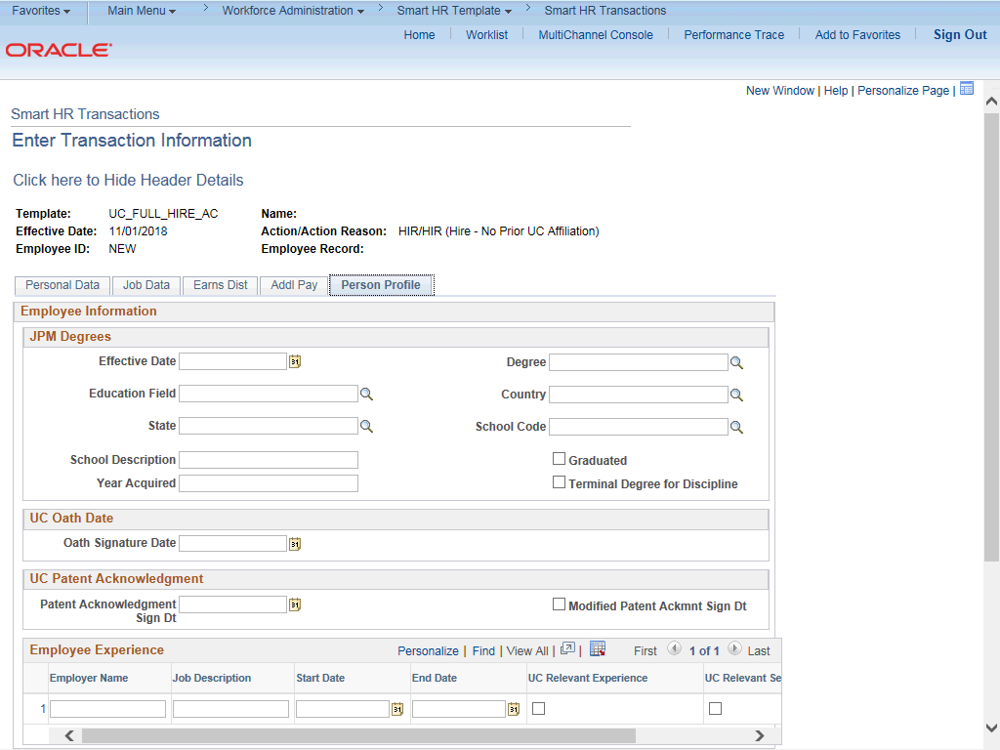 Favorites Main Menu > Workforce Administration > Smart HR Template > Smart HR Transactions
Home Worklist MultiChannel Console Performance Trace Add to Favorites Sign Out
ORACLE
New Window | Help | Personalize Page |
Smart HR Transactions
Enter Transaction Information
Click here to Hide Header Details
Template: UC_FULL_HIRE_AC Name:
Effective Date: 11/01/2018 Action/Action Reason: HIR/HIR (Hire - No Prior UC Affiliation)
Employee ID: NEW Employee Record:
Personal Data Job Data Earns Dist Addl Pay Person Profile
Employee Information
JPM Degrees
Effective Date 31 Degree
Education Field Country
State School Code
School Description Graduated
Year Acquired Terminal Degree for Discipline
UC Oath Date
Oath Signature Date 31
UC Patent Acknowledgment
Patent Acknowledgment
Sign Dt 31 Modified Patent Ackmnt Sign Dt
Employee Experience Personalize | Find | View All | | First 1 of 1 Last
Employer Name Job Description Start Date End Date UC Relevant Experience UC Relevant Se
1 31 31